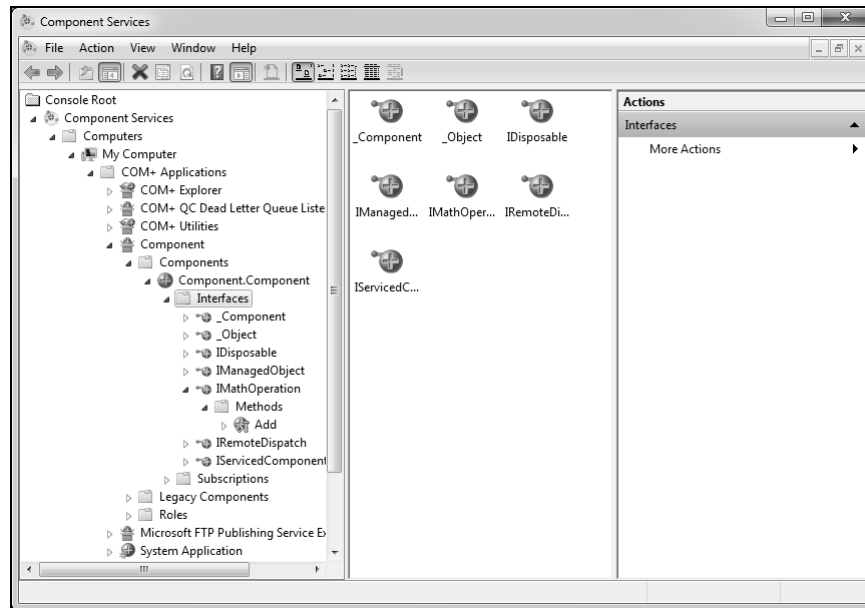 Component Services
File Action View Window Help
Console Root
Component Services
Computers
My Computer
COM+ Applications
COM+ Explorer
COM+ QC Dead Letter Queue Liste
COM+ Utilities
Component
Components
Component.Component
Interfaces
_Component
_Object
IDisposable
IManagedObject
IMathOperation
Methods
Add
IRemoteDispatch
IServicedComponent
Subscriptions
Legacy Components
Roles
Microsoft FTP Publishing Service Ex
System Application
_Component _Object IDisposable
IManaged... IMathOper... IRemoteDi...
IServicedC...
Actions
Interfaces
More Actions